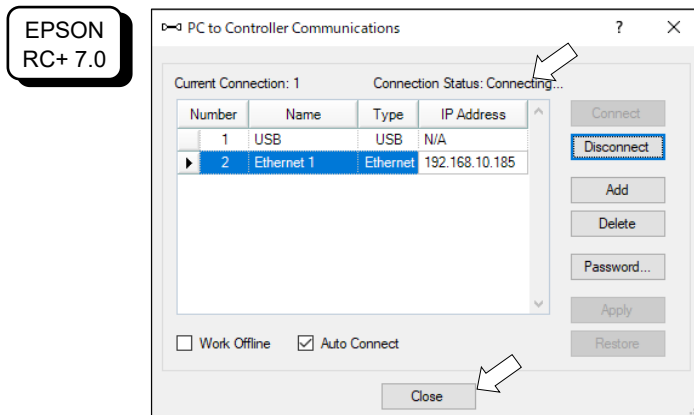 EPSON
RC+ 7.0
PC to Controller Communications ? ×
Current Connection: 1 Connection Status: Connecting...
Number Name Type IP Address
1 USB USB N/A
2 Ethernet 1 Ethernet 192.168.10.185
Connect
Disconnect
Add
Delete
Password...
Apply
Restore
Work Offline Auto Connect
Close